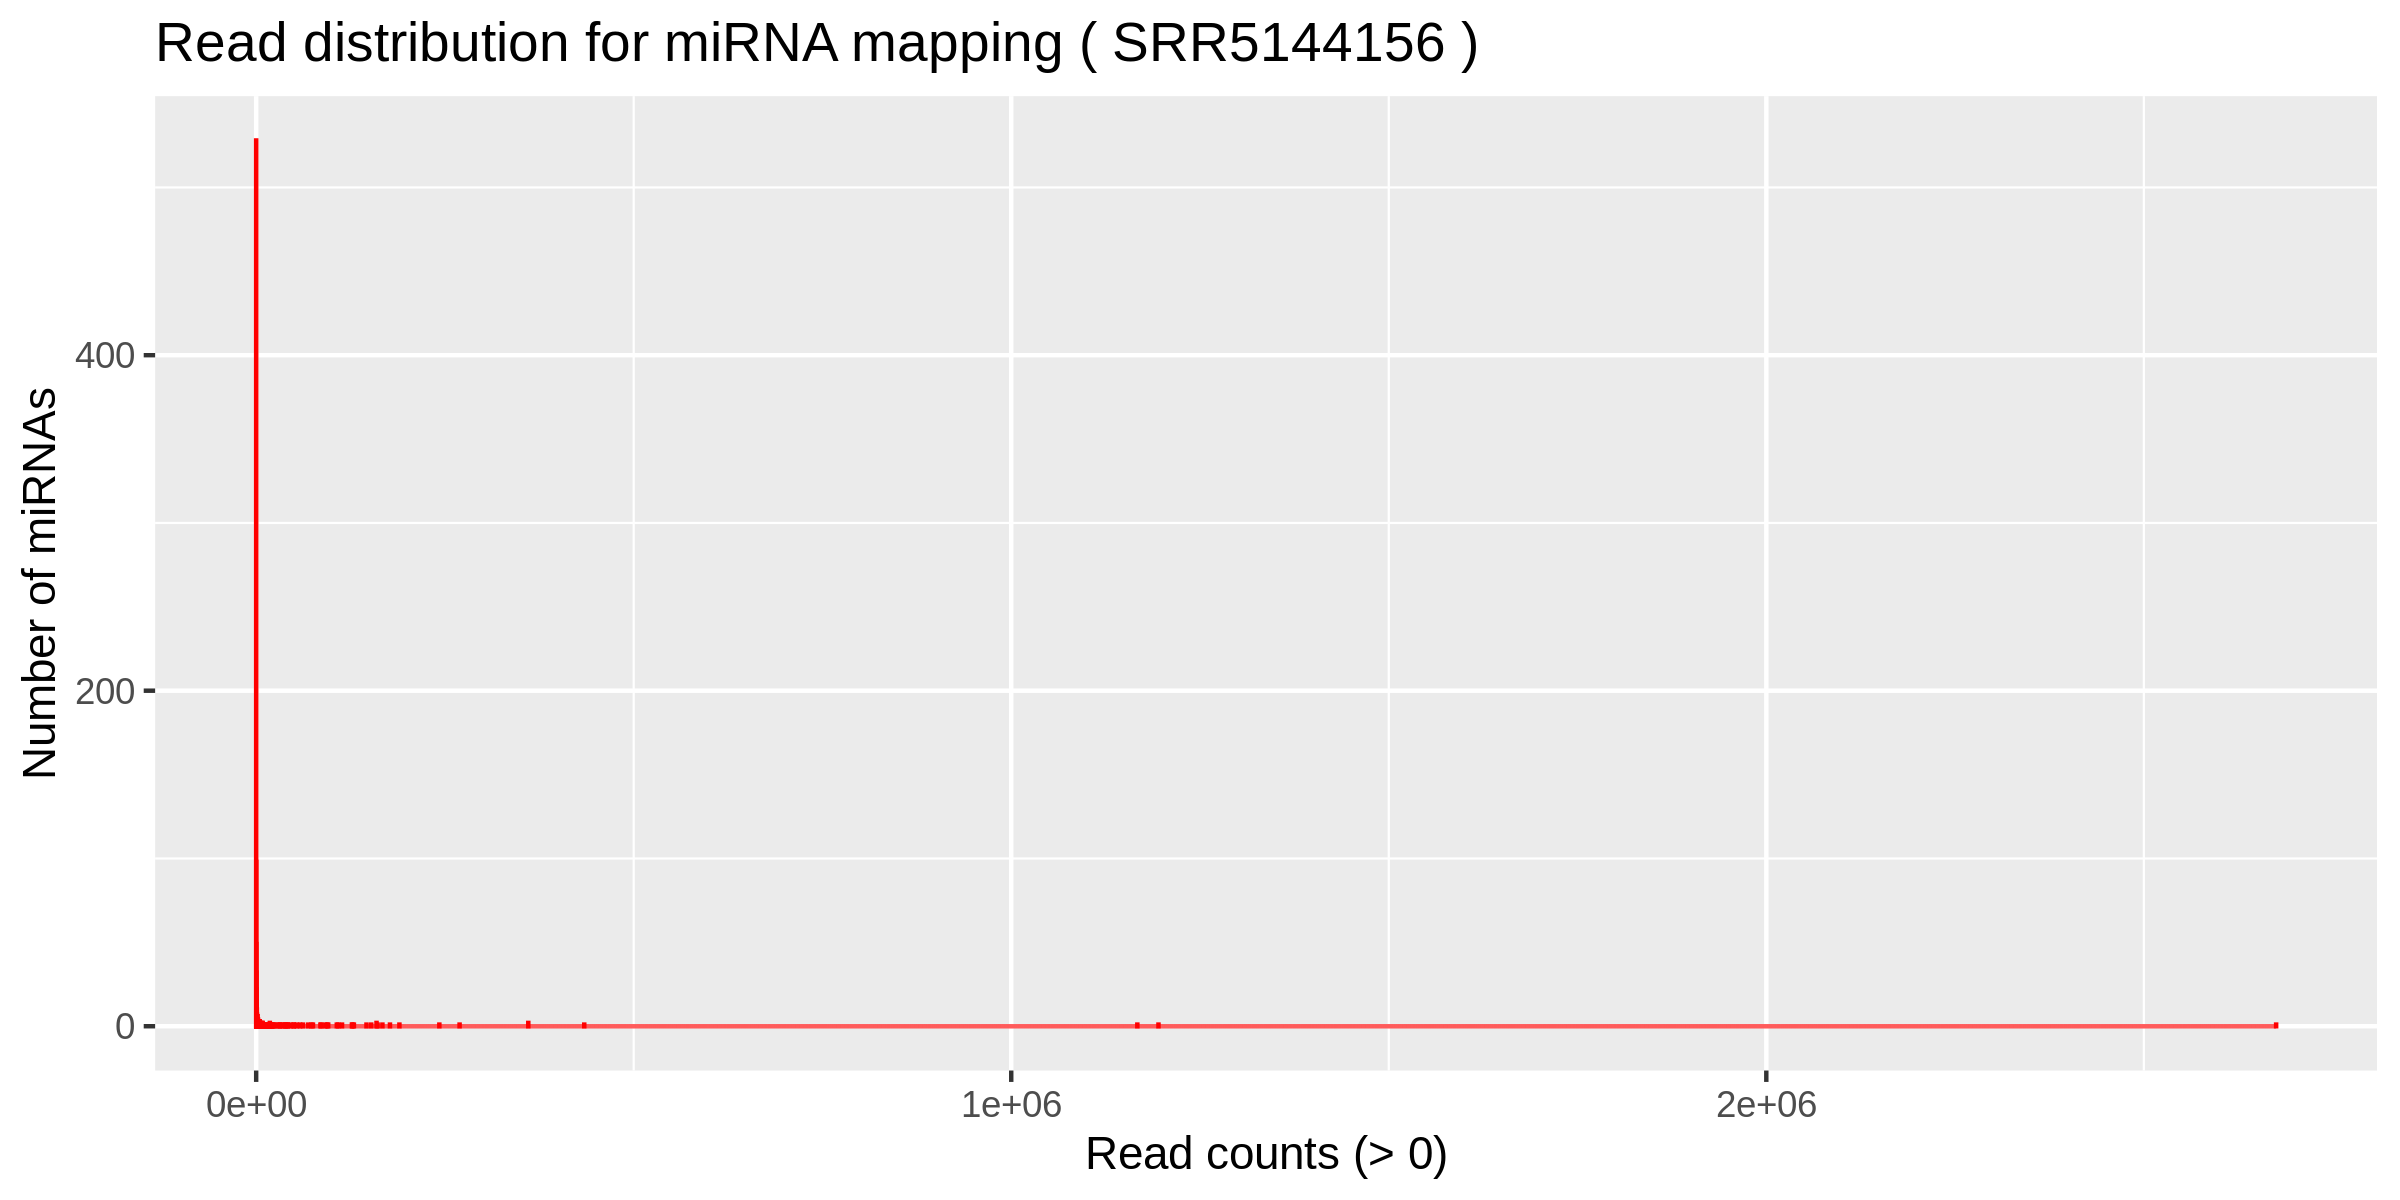 Read distribution for miRNA mapping ( SRR5144156 )
Number of miRNAs
400
200
0
0e+00
1e+06
2e+06
Read counts (> 0)